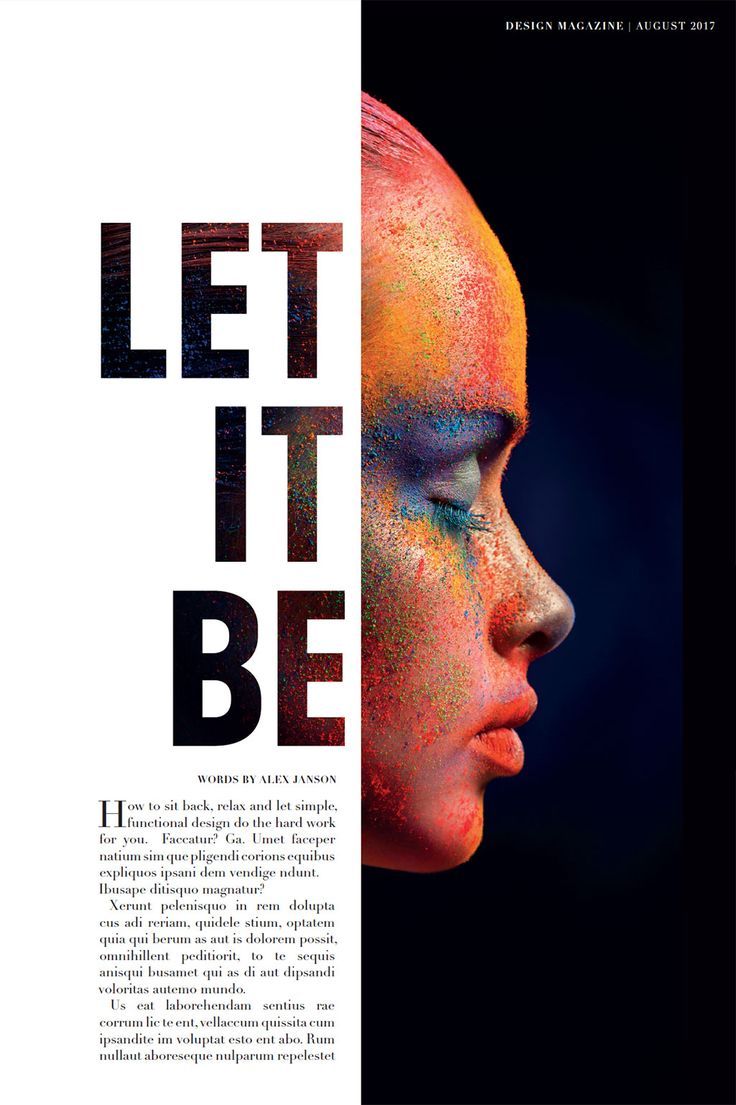 DESIGN MAGAZINE | AUGUST 2017
LET
IT
BE
WORDS BY ALEX JANSON
How to sit back, relax and let simple,
functional design do the hard work
for you. Faccatur? Ga. Umet faceper
natium sim que pligendi corions equibus
expliquos ipsani dem vendige ndunt.
Ibusape ditisquo magnatur?
Xerunt pelenisquo in rem dolupta
cus adi reriam, quidele stium, optatem
quia qui berum as aut is dolorem possit,
omnihillent peditiorit, to te sequis
anisqui busamet qui as di aut dipsandi
voloritas autemo mundo.
Us eat laborehendam sentius rae
corrum lic te ent, vellaccum quissita cum
ipsandite im voluptat esto ent abo. Rum
nullaut aboreseque nulparum repelestet